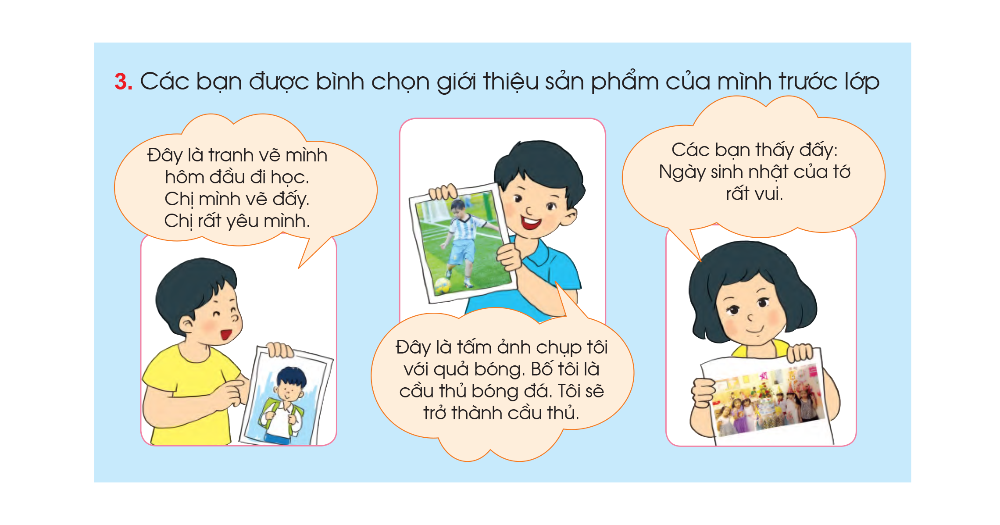 3. Các bạn được bình chọn giới thiệu sản phẩm của mình trước lớp
Đây là tranh vẽ mình
hôm đầu đi học.
Chị mình vẽ đấy.
Chị rất yêu mình.
Đây là tấm ảnh chụp tôi
với quả bóng. Bố tôi là
cầu thủ bóng đá. Tôi sẽ
trở thành cầu thủ.
Các bạn thấy đấy:
Ngày sinh nhật của tớ
rất vui.